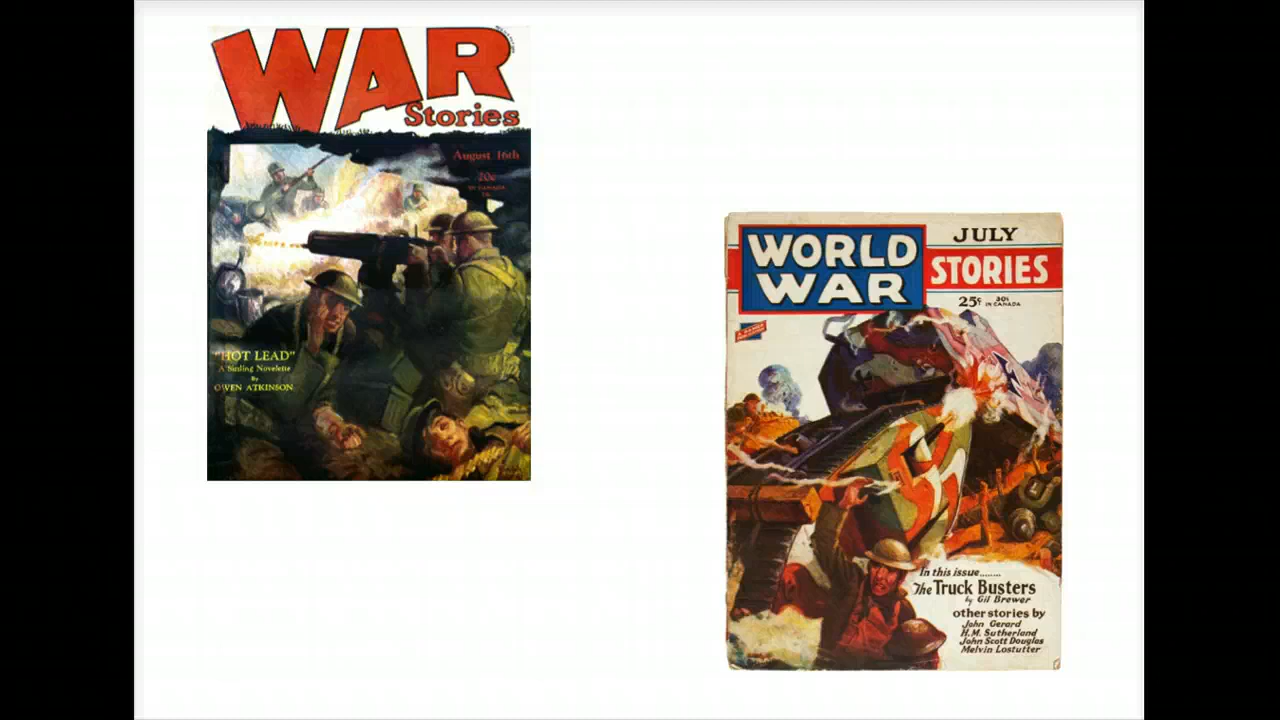 WAR
Stories
August 16th
20c
IN CANADA
"HOT LEAD"
A Sizzling Novelette
By
OWEN ATKINSON
WORLD
WAR
JULY
STORIES
25¢ 30¢
IN CANADA
In this issue........
The Truck Busters
by Gil Brewer
other stories by
John Gerard
H.M. Sutherland
John Scott Douglas
Melvin Lostutter